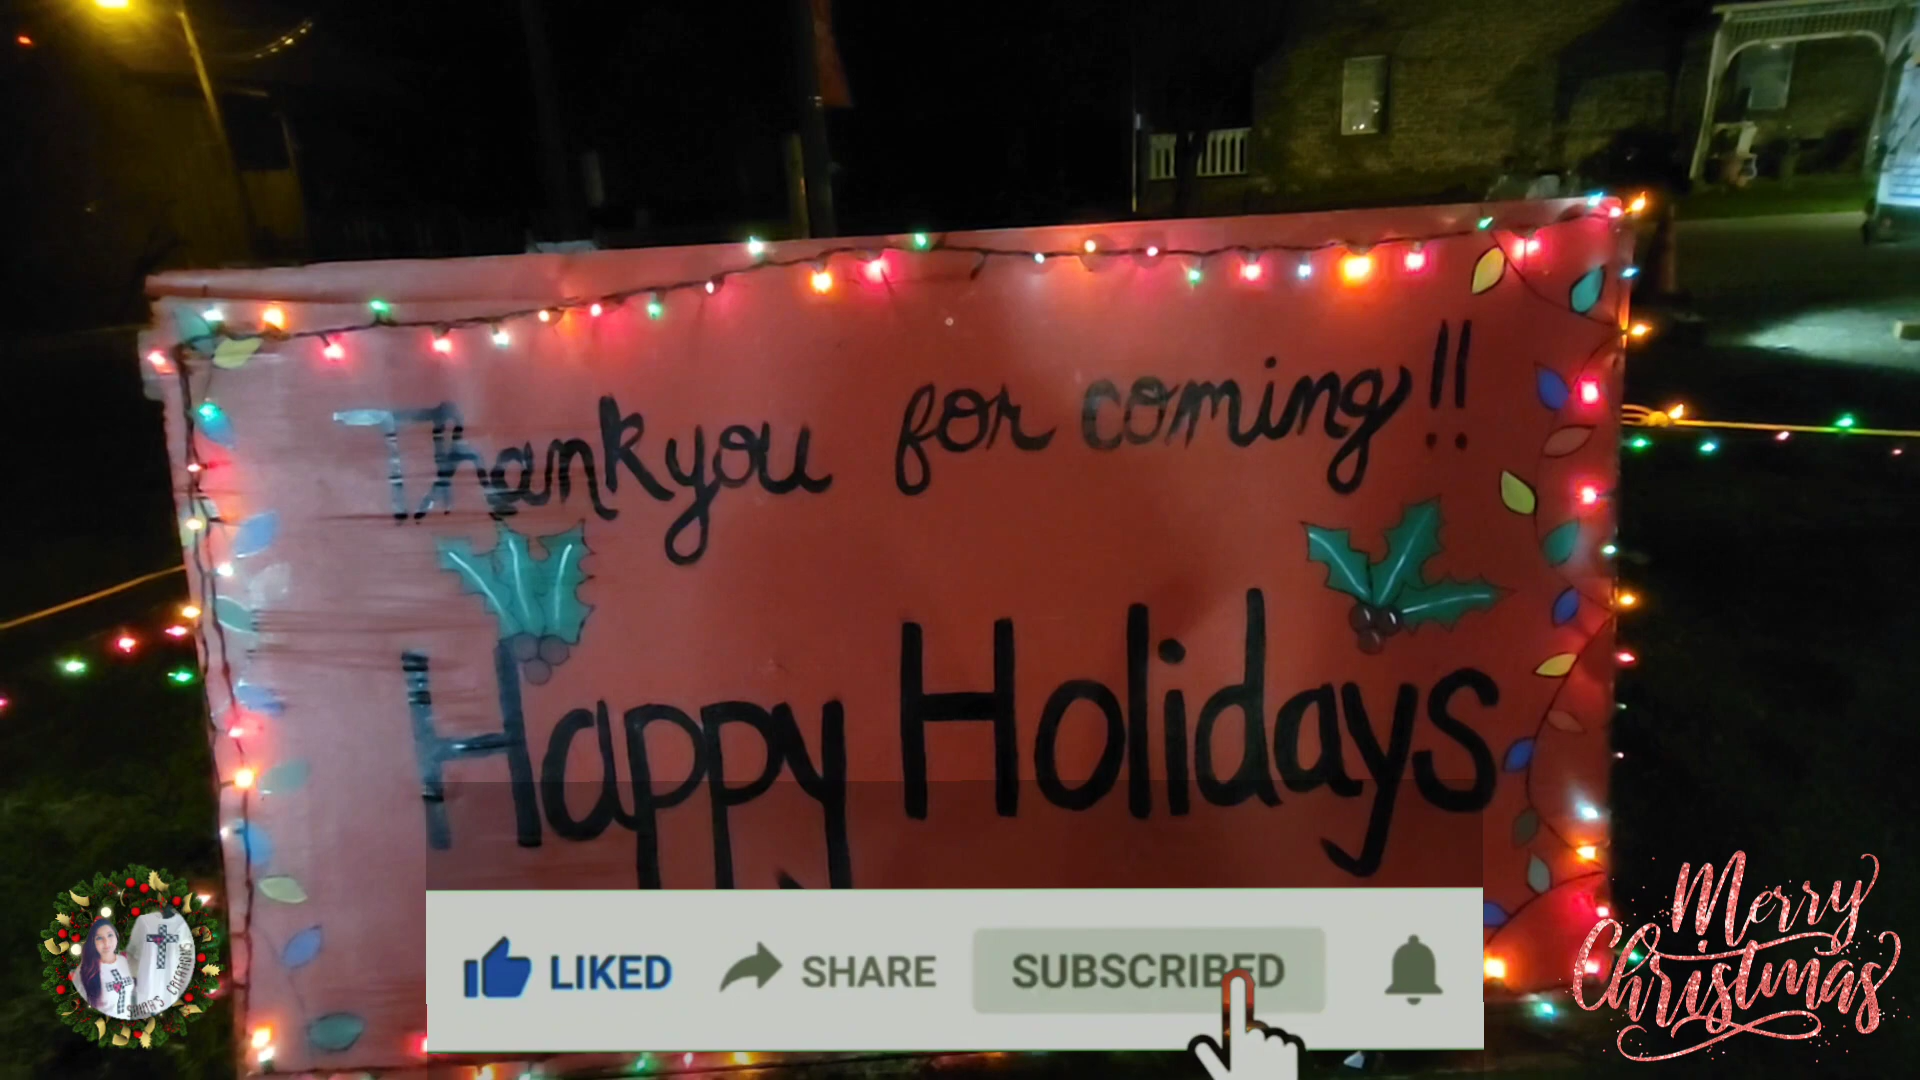 Thankyou for coming!!
Happy Holidays
LIKED SHARE SUBSCRIBED
Merry
Christmas